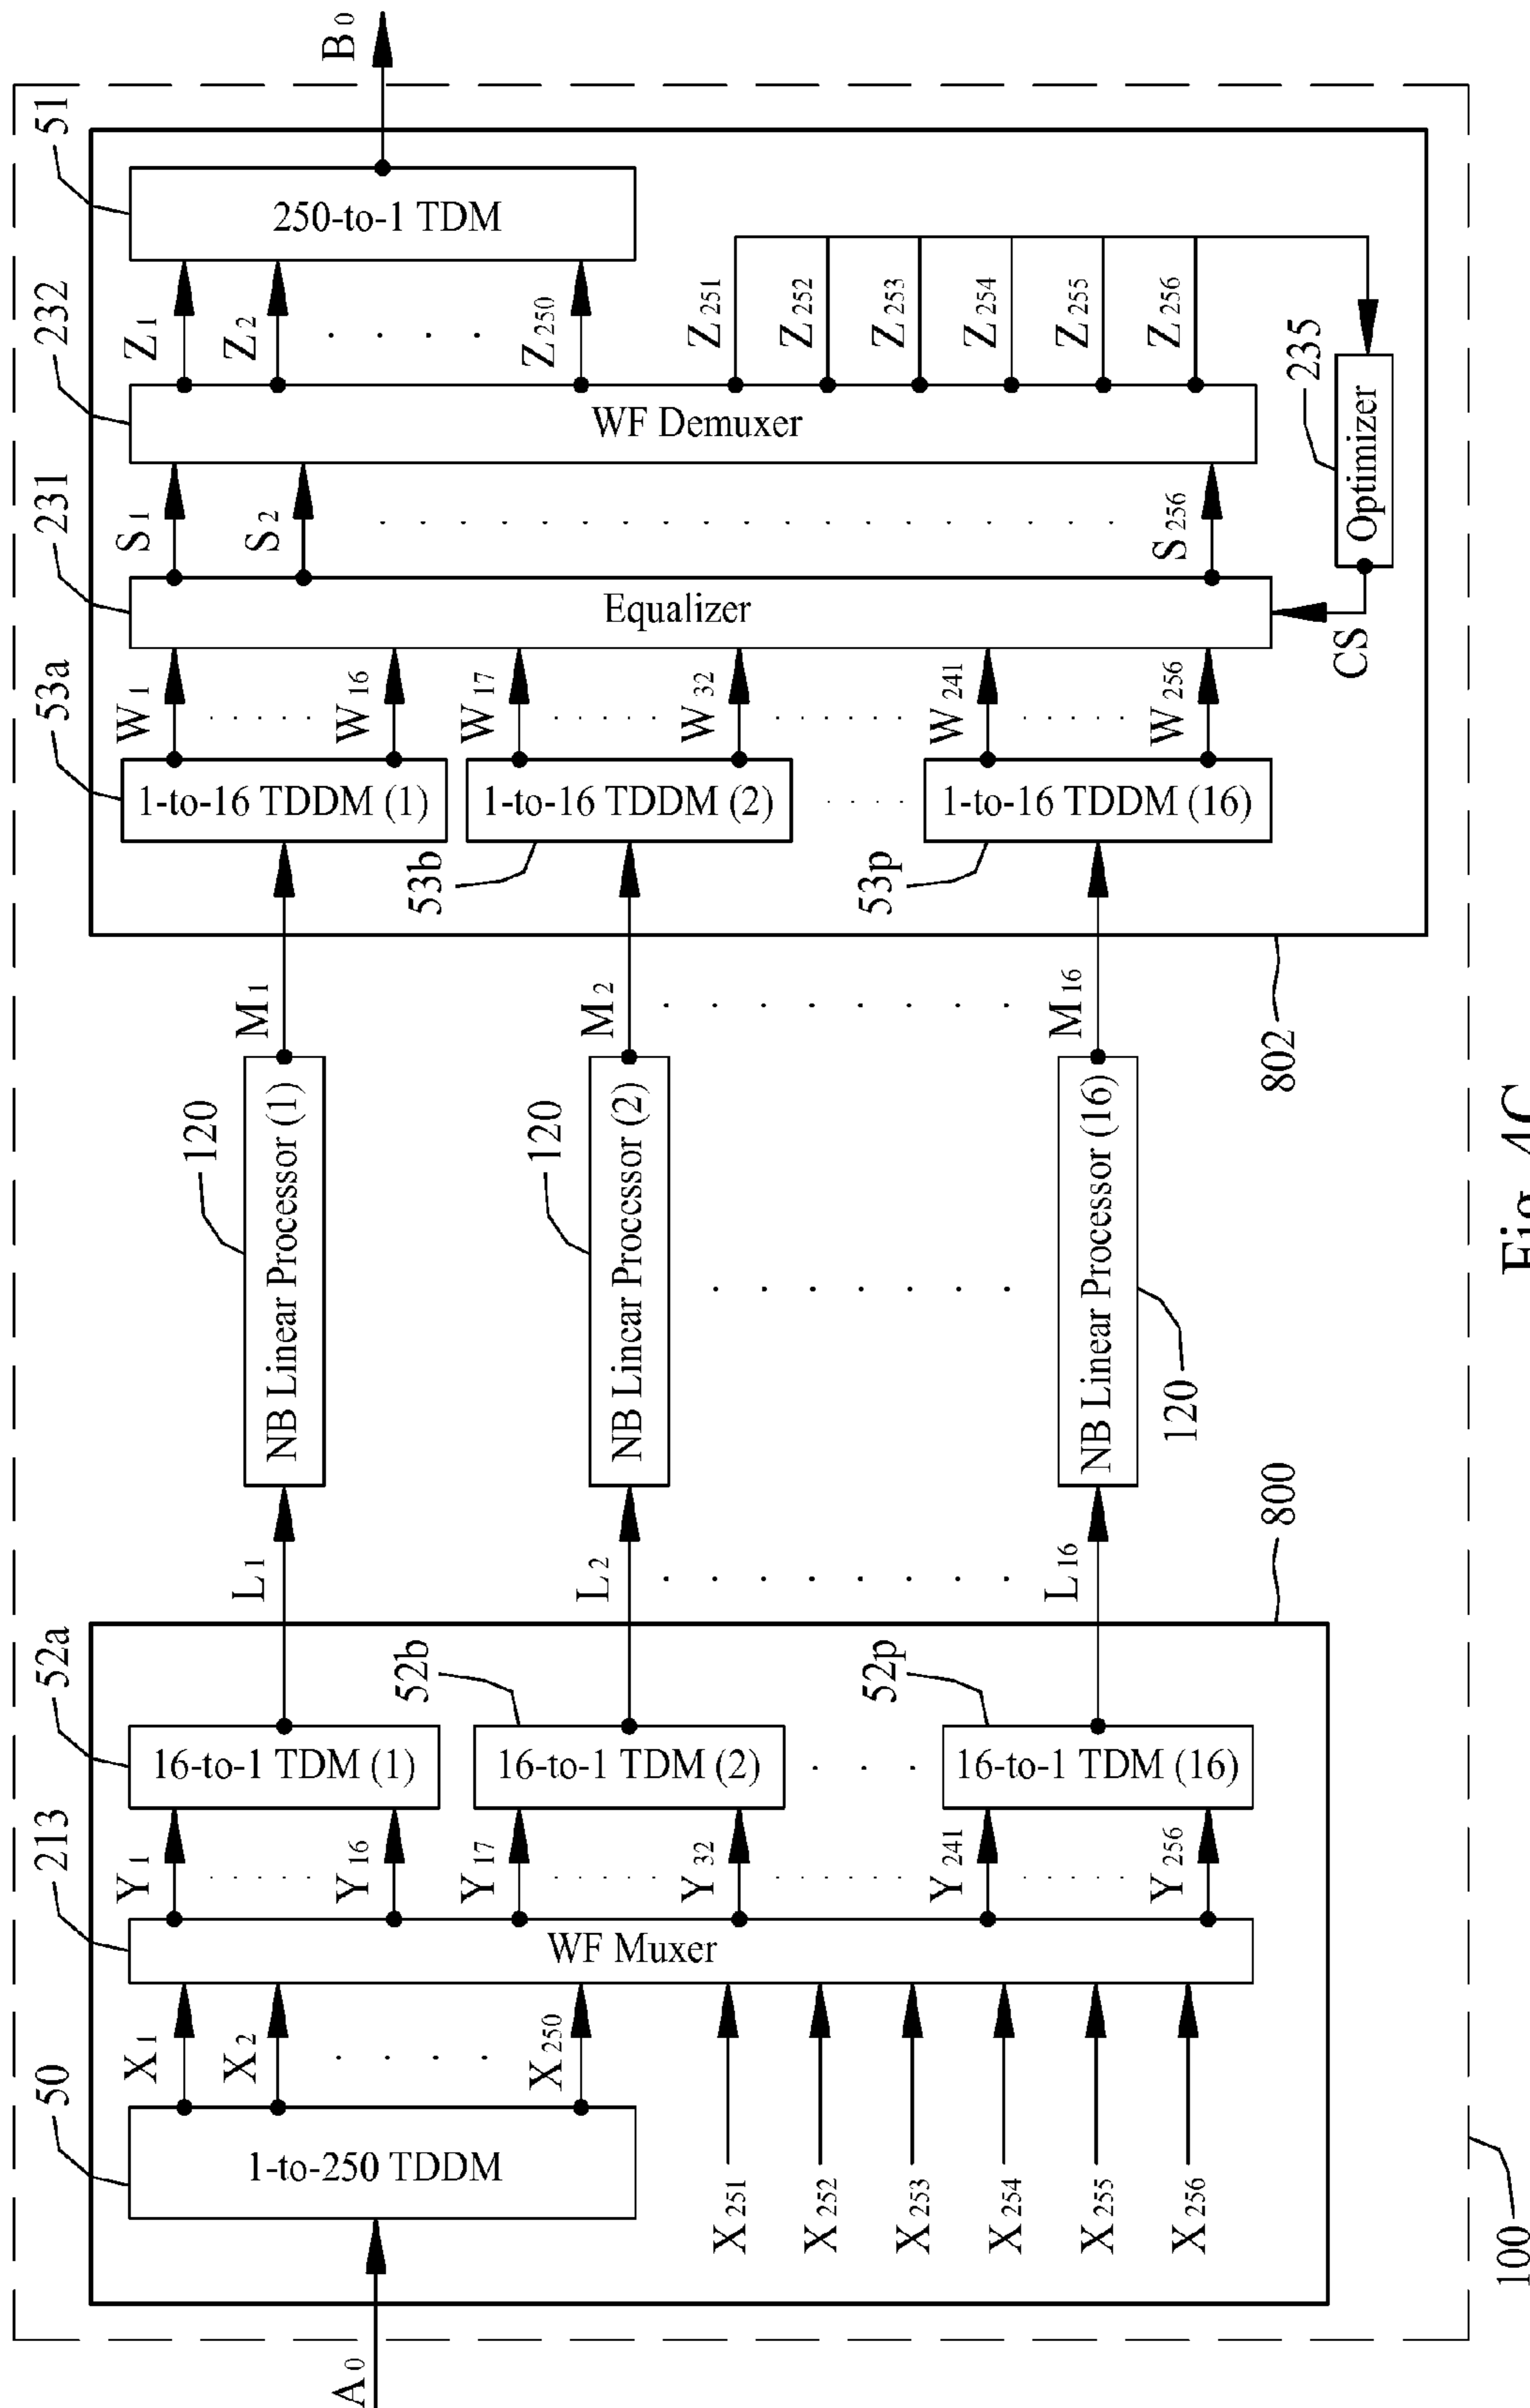 A0
100
800
50
1-to-250 TDDM
X1
X2
X250
X251
X252
X253
X254
X255
X256
213
WF Muxer
Y1
Y16
Y17
Y32
Y241
Y256
52a
16-to-1 TDM (1)
52b
16-to-1 TDM (2)
52p
16-to-1 TDM (16)
L1
L2
L16
120
NB Linear Processor (1)
120
NB Linear Processor (2)
120
NB Linear Processor (16)
M1
M2
M16
802
53a
1-to-16 TDDM (1)
53b
1-to-16 TDDM (2)
53p
1-to-16 TDDM (16)
W1
W16
W17
W32
W241
W256
231
Equalizer
CS
S1
S2
S256
232
WF Demuxer
235
Optimizer
Z1
Z2
Z250
Z251
Z252
Z253
Z254
Z255
Z256
51
250-to-1 TDM
B0
Fig. 4C